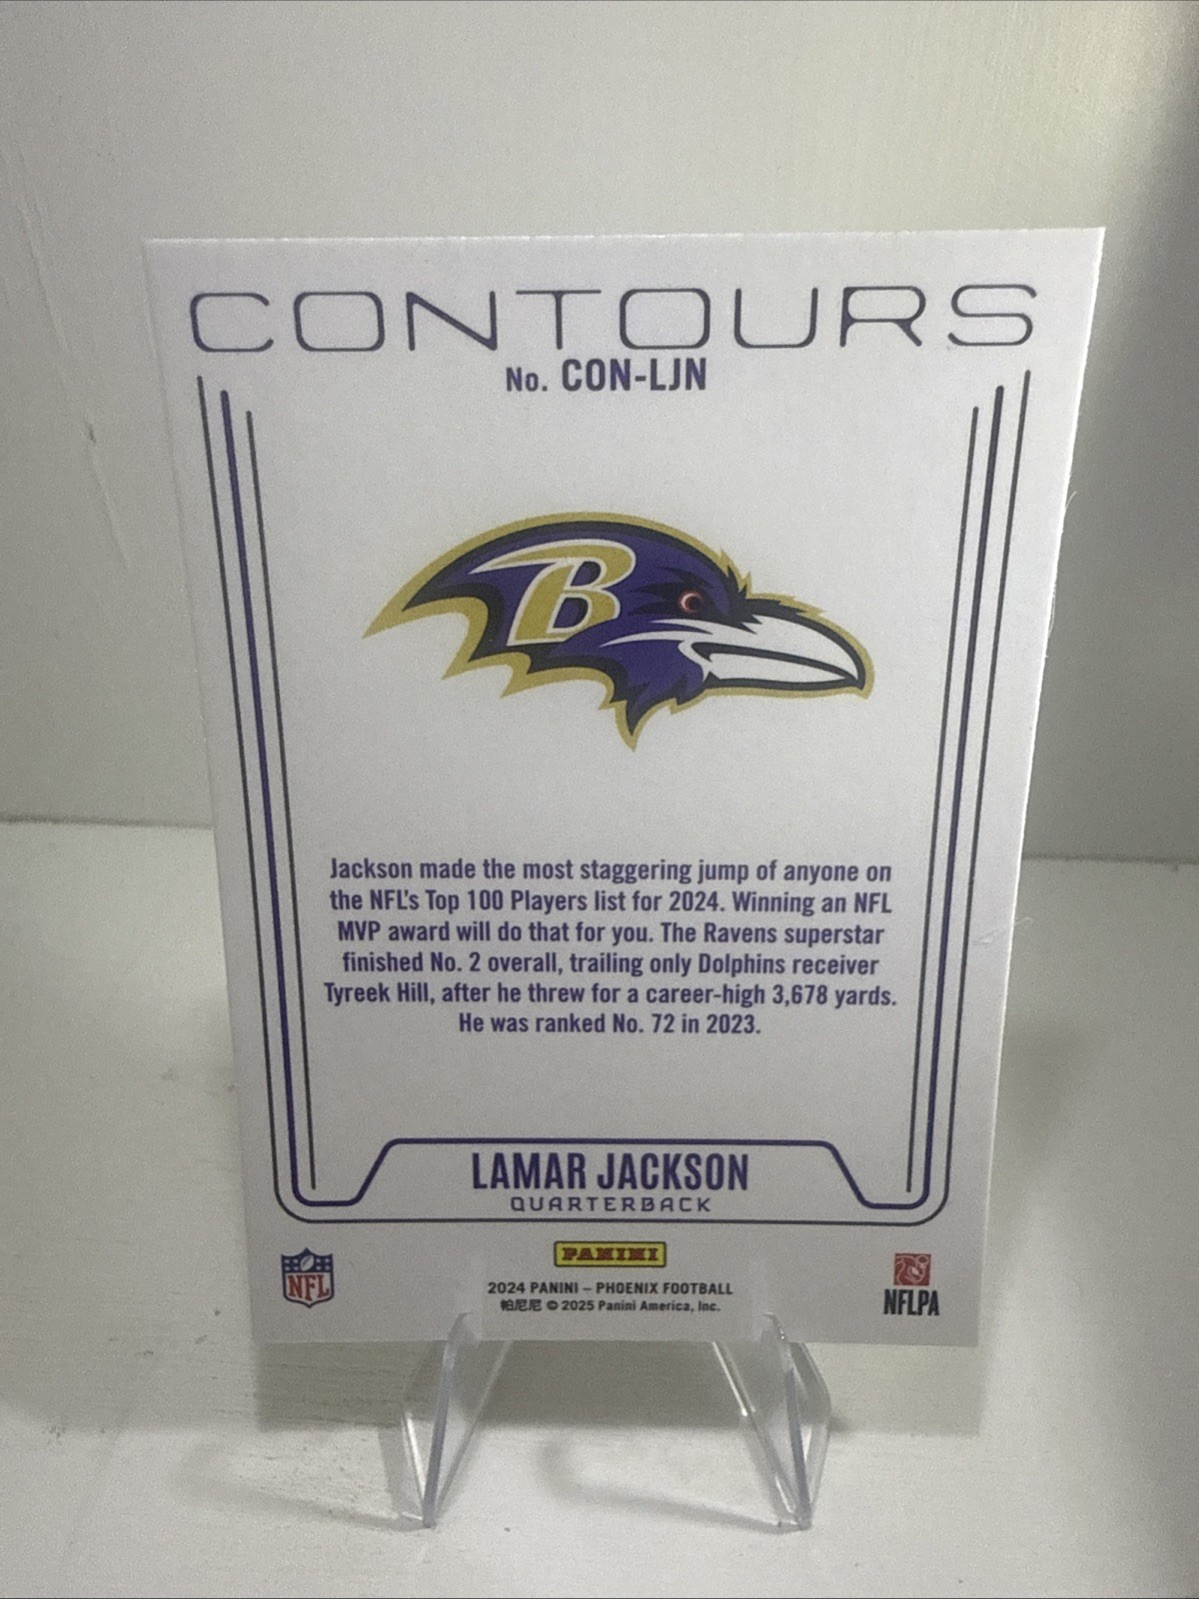 CONTOURS
No. CON-LJN
B
Jackson made the most staggering jump of anyone on
the NFL's Top 100 Players list for 2024. Winning an NFL
MVP award will do that for you. The Ravens superstar
finished No. 2 overall, trailing only Dolphins receiver
Tyreek Hill, after he threw for a career-high 3,678 yards.
He was ranked No. 72 in 2023.
LAMAR JACKSON
QUARTERBACK
NFL
PANINI
2024 PANINI – PHOENIX FOOTBALL
帕尼尼 © 2025 Panini America, Inc.
NFLPA